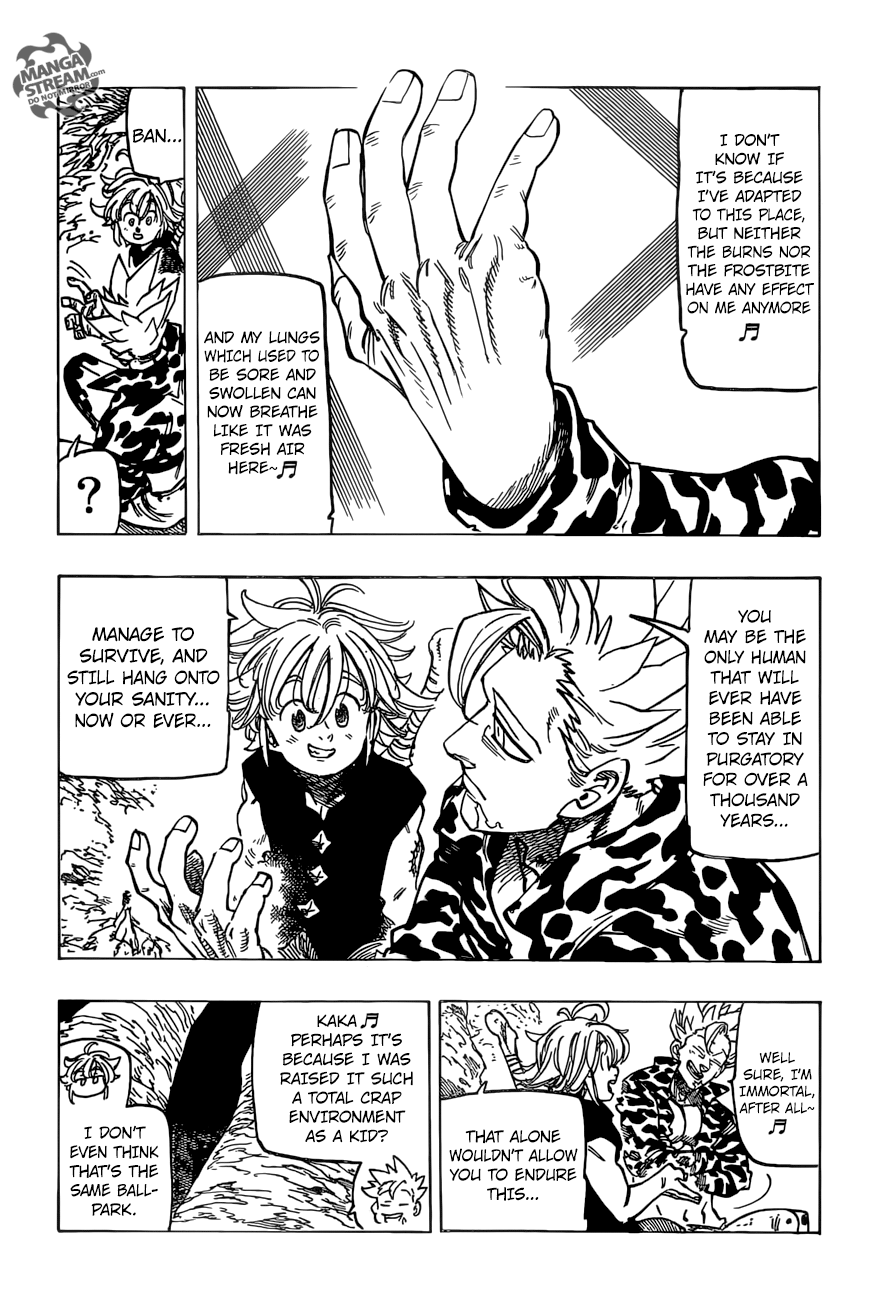 MANGA
STREAM.com
DO NOT MIRROR
I DON'T
KNOW IF
IT'S BECAUSE
I'VE ADAPTED
TO THIS PLACE,
BUT NEITHER
THE BURNS NOR
THE FROSTBITE
HAVE ANY EFFECT
ON ME ANYMORE
♬
AND MY LUNGS
WHICH USED TO
BE SORE AND
SWOLLEN CAN
NOW BREATHE
LIKE IT WAS
FRESH AIR
HERE~♬
BAN...
?
YOU
MAY BE THE
ONLY HUMAN
THAT WILL
EVER HAVE
BEEN ABLE
TO STAY IN
PURGATORY
FOR OVER A
THOUSAND
YEARS...
MANAGE TO
SURVIVE, AND
STILL HANG ONTO
YOUR SANITY...
NOW OR EVER...
WELL
SURE, I'M
IMMORTAL,
AFTER ALL~
♬
THAT ALONE
WOULDN'T ALLOW
YOU TO ENDURE
THIS...
KAKA♬
PERHAPS IT'S
BECAUSE I WAS
RAISED IT SUCH
A TOTAL CRAP
ENVIRONMENT
AS A KID?
I DON'T
EVEN THINK
THAT'S THE
SAME BALL-
PARK.